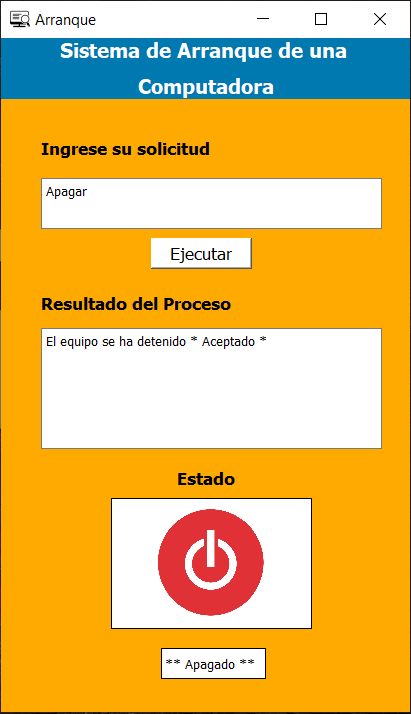 Arranque
Sistema de Arranque de una
Computadora
Ingrese su solicitud
Apagar
Ejecutar
Resultado del Proceso
El equipo se ha detenido * Aceptado *
Estado
** Apagado **